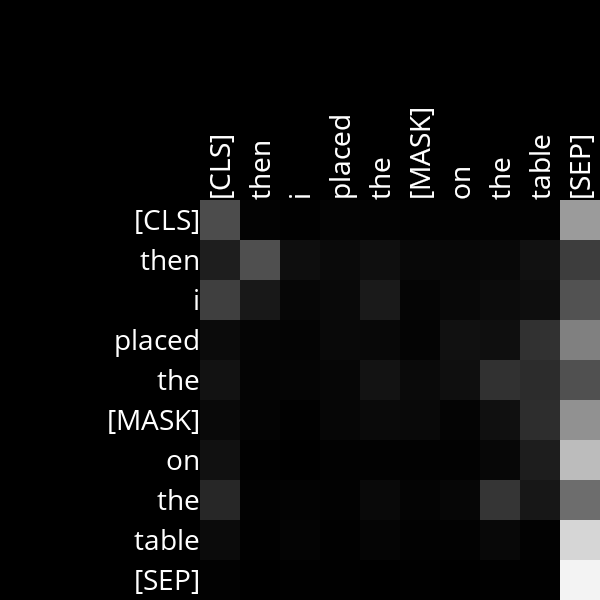 [CLS] then i placed the [MASK] on the table [SEP]
[CLS]
then
i
placed
the
[MASK]
on
the
table
[SEP]